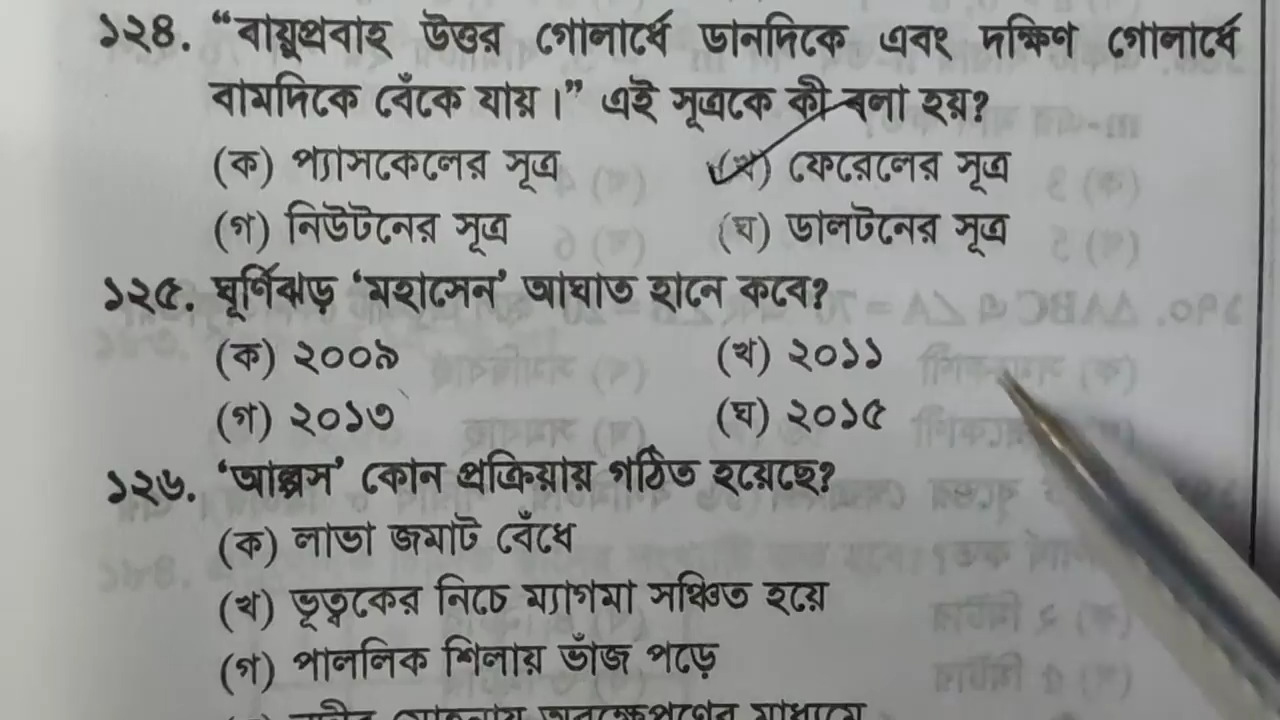 ১২৪. “বায়ুপ্রবাহ উত্তর গোলার্ধে ডানদিকে এবং দক্ষিণ গোলার্ধে
বামদিকে বেঁকে যায়।” এই সূত্রকে কী বলা হয়?
(ক) প্যাসকেলের সূত্র (খ) ফেরেলের সূত্র
(গ) নিউটনের সূত্র (ঘ) ডালটনের সূত্র
১২৫. ঘূর্ণিঝড় ‘মহাসেন’ আঘাত হানে কবে?
(ক) ২০০৯ (খ) ২০১১
(গ) ২০১৩ (ঘ) ২০১৫
১২৬. ‘আল্পস’ কোন প্রক্রিয়ায় গঠিত হয়েছে?
(ক) লাভা জমাট বেঁধে
(খ) ভূত্বকের নিচে ম্যাগমা সঞ্চিত হয়ে
(গ) পাললিক শিলায় ভাঁজ পড়ে